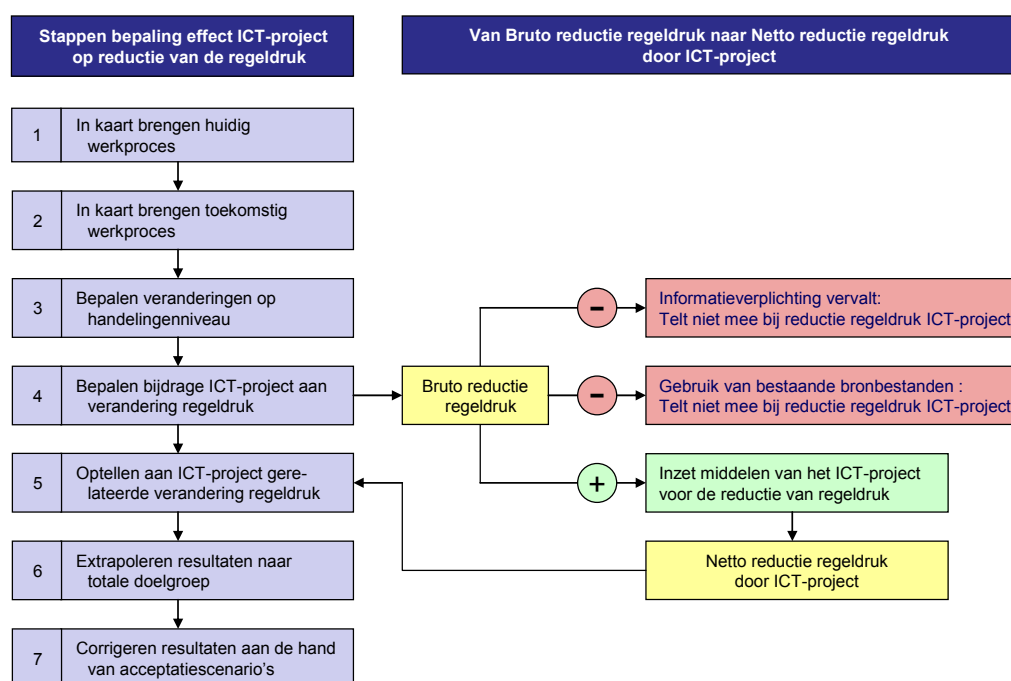 Stappen bepaling effect ICT-project
op reductie van de regeldruk
Van Bruto reductie regeldruk naar Netto reductie regeldruk
door ICT-project
1
In kaart brengen huidig
werkproces
2
In kaart brengen toekomstig
werkproces
3
Bepalen veranderingen op
handelingenniveau
4
Bepalen bijdrage ICT-project aan
verandering regeldruk
5
Optellen aan ICT-project gere-
lateerde verandering regeldruk
6
Extrapoleren resultaten naar
totale doelgroep
7
Corrigeren resultaten aan de hand
van acceptatiescenario's
Bruto reductie
regeldruk
-
Informatieverplichting vervalt:
Telt niet mee bij reductie regeldruk ICT-project
-
Gebruik van bestaande bronbestanden :
Telt niet mee bij reductie regeldruk ICT-project
+
Inzet middelen van het ICT-project
voor de reductie van regeldruk
Netto reductie regeldruk
door ICT-project